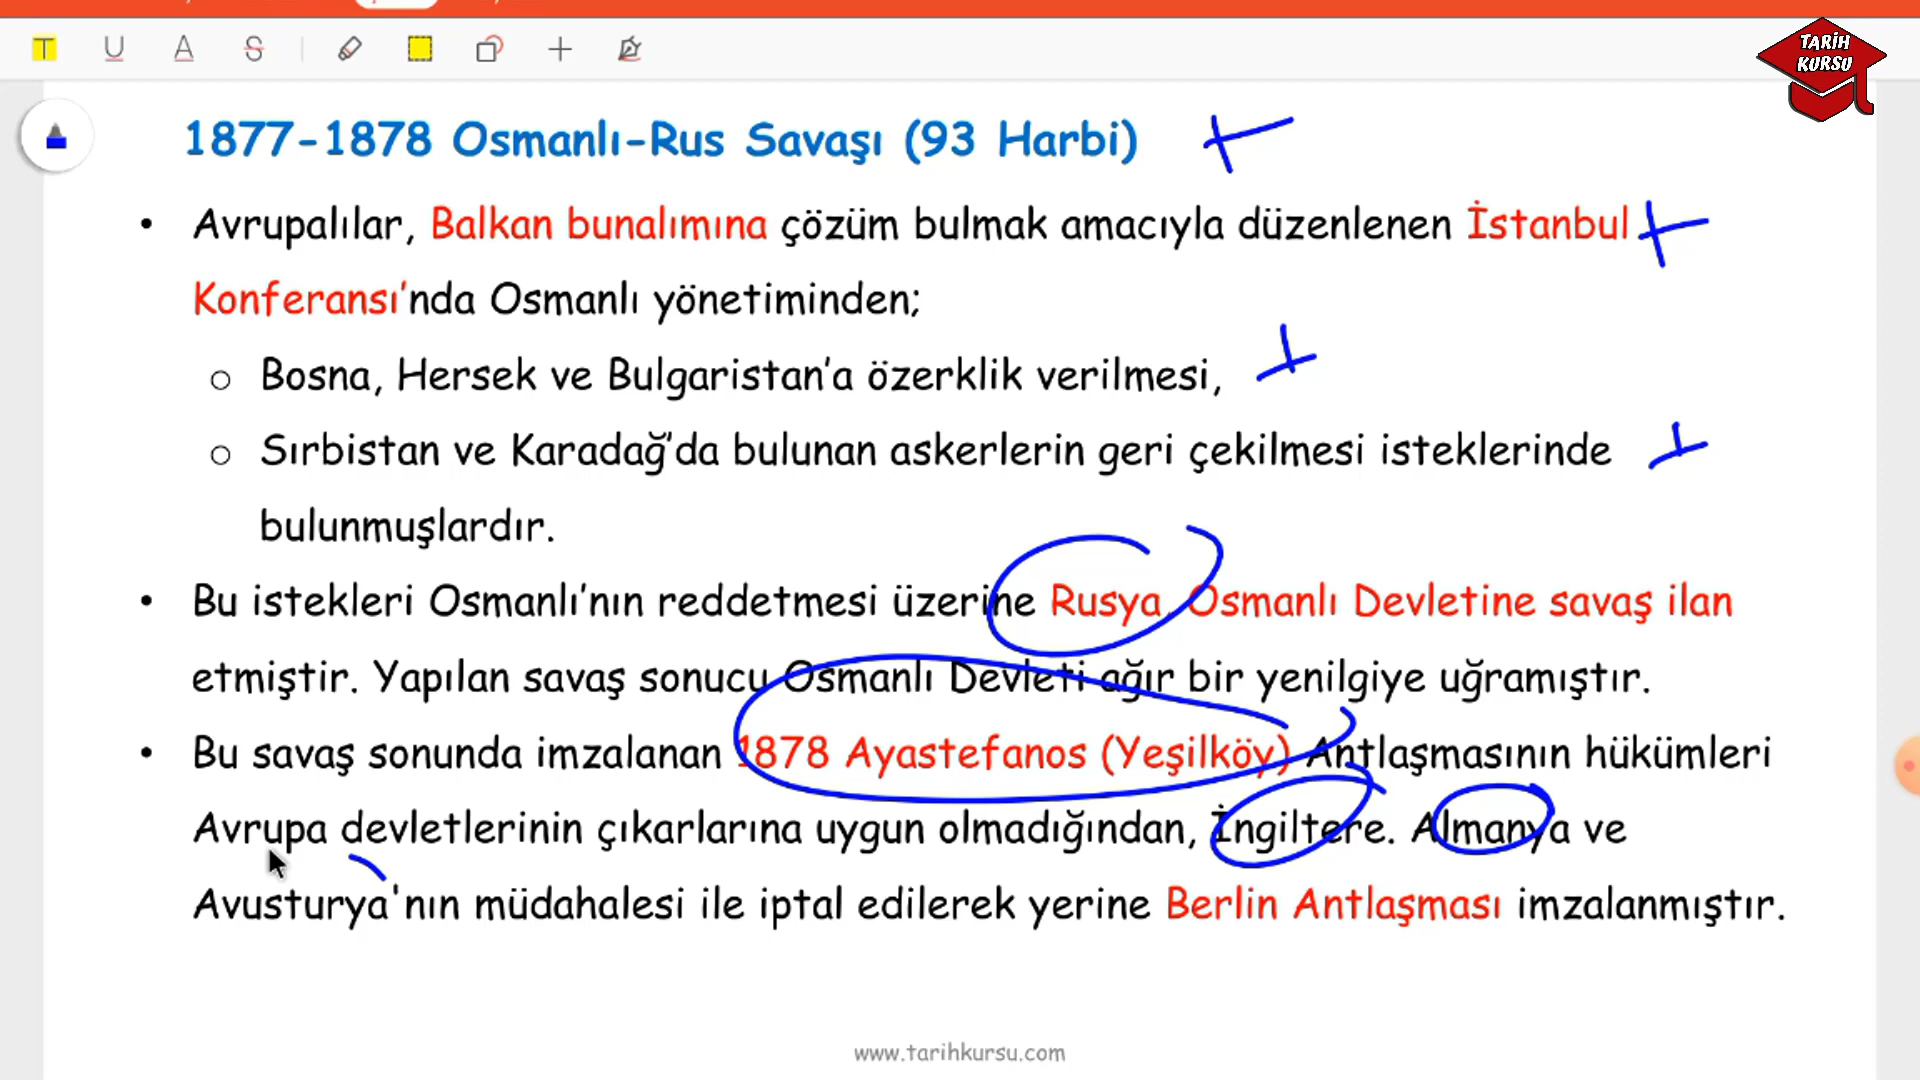 TARİH
KURSU
1877-1878 Osmanlı-Rus Savaşı (93 Harbi)
• Avrupalılar, Balkan bunalımına çözüm bulmak amacıyla düzenlenen İstanbul
Konferansı'nda Osmanlı yönetiminden;
o Bosna, Hersek ve Bulgaristan'a özerklik verilmesi,
o Sırbistan ve Karadağ'da bulunan askerlerin geri çekilmesi isteklerinde
bulunmuşlardır.
• Bu istekleri Osmanlı'nın reddetmesi üzerine Rusya, Osmanlı Devletine savaş ilan
etmiştir. Yapılan savaş sonucu Osmanlı Devleti ağır bir yenilgiye uğramıştır.
• Bu savaş sonunda imzalanan 1878 Ayastefanos (Yeşilköy) Antlaşmasının hükümleri
Avrupa devletlerinin çıkarlarına uygun olmadığından, İngiltere. Almanya ve
Avusturya'nın müdahalesi ile iptal edilerek yerine Berlin Antlaşması imzalanmıştır.
www.tarihkursu.com